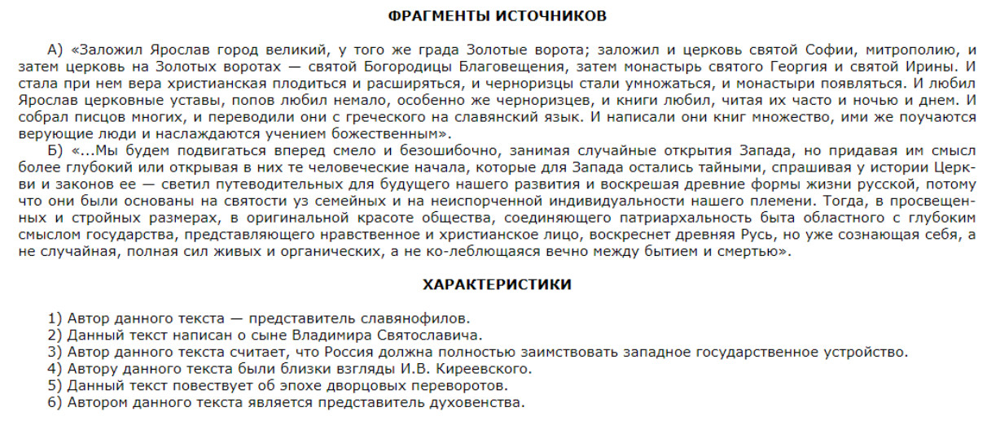 ФРАГМЕНТЫ ИСТОЧНИКОВ
А) «Заложил Ярослав город великий, у того же града Золотые ворота; заложил и церковь святой Софии, митрополию, и
затем церковь на Золотых воротах — святой Богородицы Благовещения, затем монастырь святого Георгия и святой Ирины. И
стала при нем вера христианская плодиться и расширяться, и черноризцы стали умножаться, и монастыри появляться. И любил
Ярослав церковные уставы, попов любил немало, особенно же черноризцев, и книги любил, читая их часто и ночью и днем. И
собрал писцов многих, и переводили они с греческого на славянский язык. И написали они книг множество, ими же поучаются
верующие люди и наслаждаются учением божественным».
Б) «...Мы будем подвигаться вперед смело и безошибочно, занимая случайные открытия Запада, но придавая им смысл
более глубокий или открывая в них те человеческие начала, которые для Запада остались тайными, спрашивая у истории Церк-
ви и законов ее — светил путеводительных для будущего нашего развития и воскрешая древние формы жизни русской, потому
что они были основаны на святости уз семейных и на неиспорченной индивидуальности нашего племени. Тогда, в просвещен-
ных и стройных размерах, в оригинальной красоте общества, соединяющего патриархальность быта областного с глубоким
смыслом государства, представляющего нравственное и христианское лицо, воскреснет древняя Русь, но уже сознающая себя, а
не случайная, полная сил живых и органических, а не ко-леблющаяся вечно между бытием и смертью».
ХАРАКТЕРИСТИКИ
1) Автор данного текста — представитель славянофилов.
2) Данный текст написан о сыне Владимира Святославича.
3) Автор данного текста считает, что Россия должна полностью заимствовать западное государственное устройство.
4) Автору данного текста были близки взгляды И.В. Киреевского.
5) Данный текст повествует об эпохе дворцовых переворотов.
6) Автором данного текста является представитель духовенства.